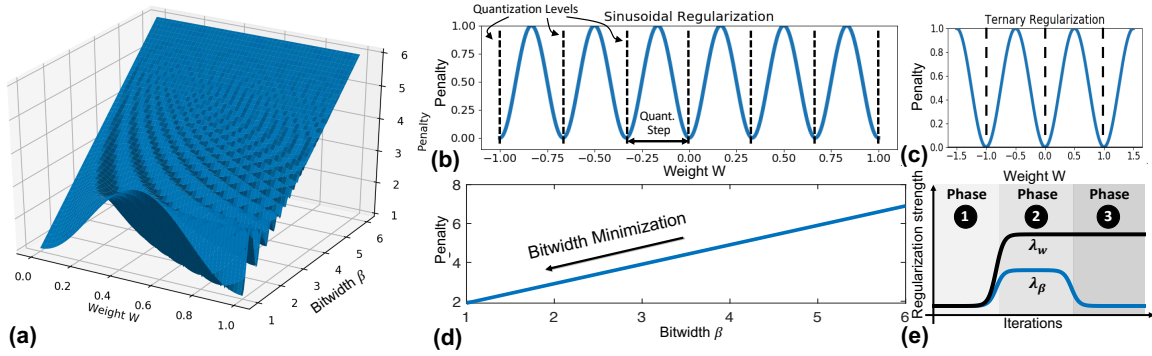 (a)
Penalty
6
5
4
3
2
1
0.0
0.2
0.4
0.6
0.8
1.0
Weight W
1
2
3
4
5
6
Bitwidth β
Quantization Levels
Sinusoidal Regularization
Penalty
1.00
0.75
0.50
0.25
0.00
Quant.
Step
(b)
−1.00
−0.75
−0.50
−0.25
0.00
0.25
0.50
0.75
1.00
Weight W
Ternary Regularization
Penalty
1.0
0.8
0.6
0.4
0.2
0.0
(c)
−1.5
−1.0
−0.5
0.0
0.5
1.0
1.5
Weight W
Penalty
8
6
4
2
Bitwidth Minimization
1
2
3
4
5
6
(d)
Bitwidth β
Regularization strength
Phase Phase Phase
1 2 3
λw
λβ
Iterations
(e)